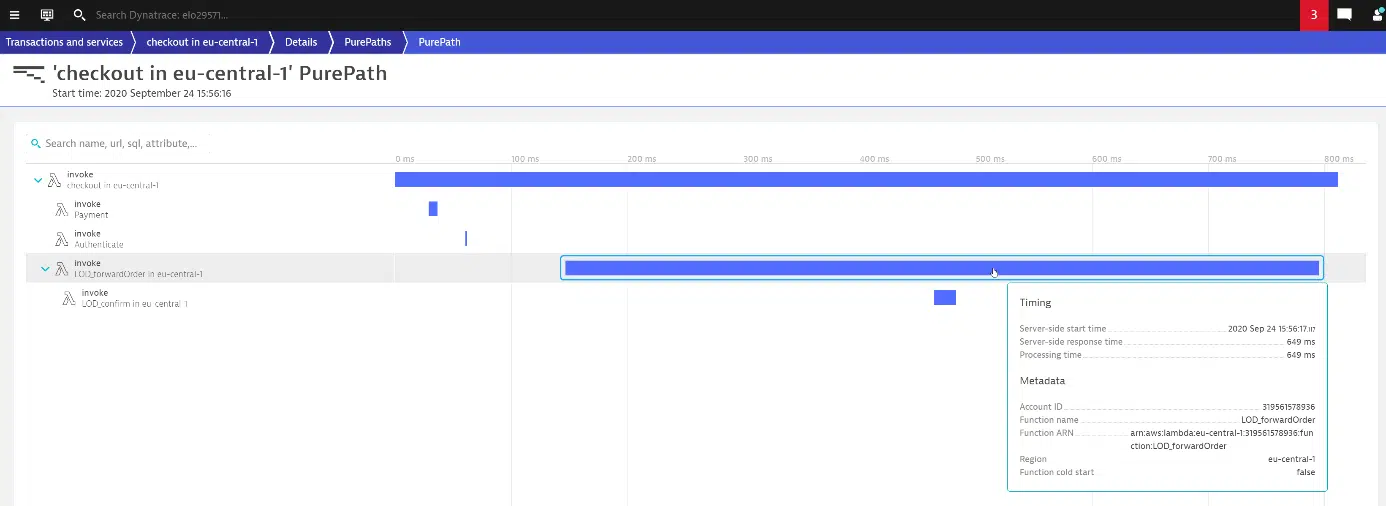 Search Dynatrace: elo29571...
3
Transactions and services
checkout in eu-central-1
Details
PurePaths
PurePath
'checkout in eu-central-1' PurePath
Start time: 2020 September 24 15:56:16
Search name, url, sql, attribute,...
0 ms 100 ms 200 ms 300 ms 400 ms 500 ms 600 ms 700 ms 800 ms
invoke
checkout in eu-central-1
invoke
Payment
invoke
Authenticate
invoke
LOD_forwardOrder in eu-central-1
invoke
LOD_confirm in eu-central-1
Timing
Server-side start time 2020 Sep 24 15:56:17.117
Server-side response time 649 ms
Processing time 649 ms
Metadata
Account ID 319561578936
Function name LOD_forwardOrder
Function ARN arn:aws:lambda:eu-central-1:319561578936:fun
ction:LOD_forwardOrder
Region eu-central-1
Function cold start false